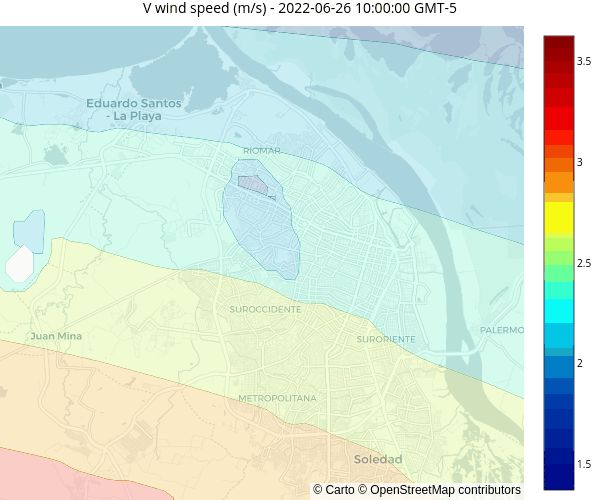 V wind speed (m/s) - 2022-06-26 10:00:00 GMT-5
3.5
Eduardo Santos
- La Playa
RIOMAR
3
2.5
SUROCCIDENTE
PALERMO
Juan Mina
SURORIENTE
2
METROPOLITANA
Soledad
1.5
© Carto © OpenStreetMap contributors